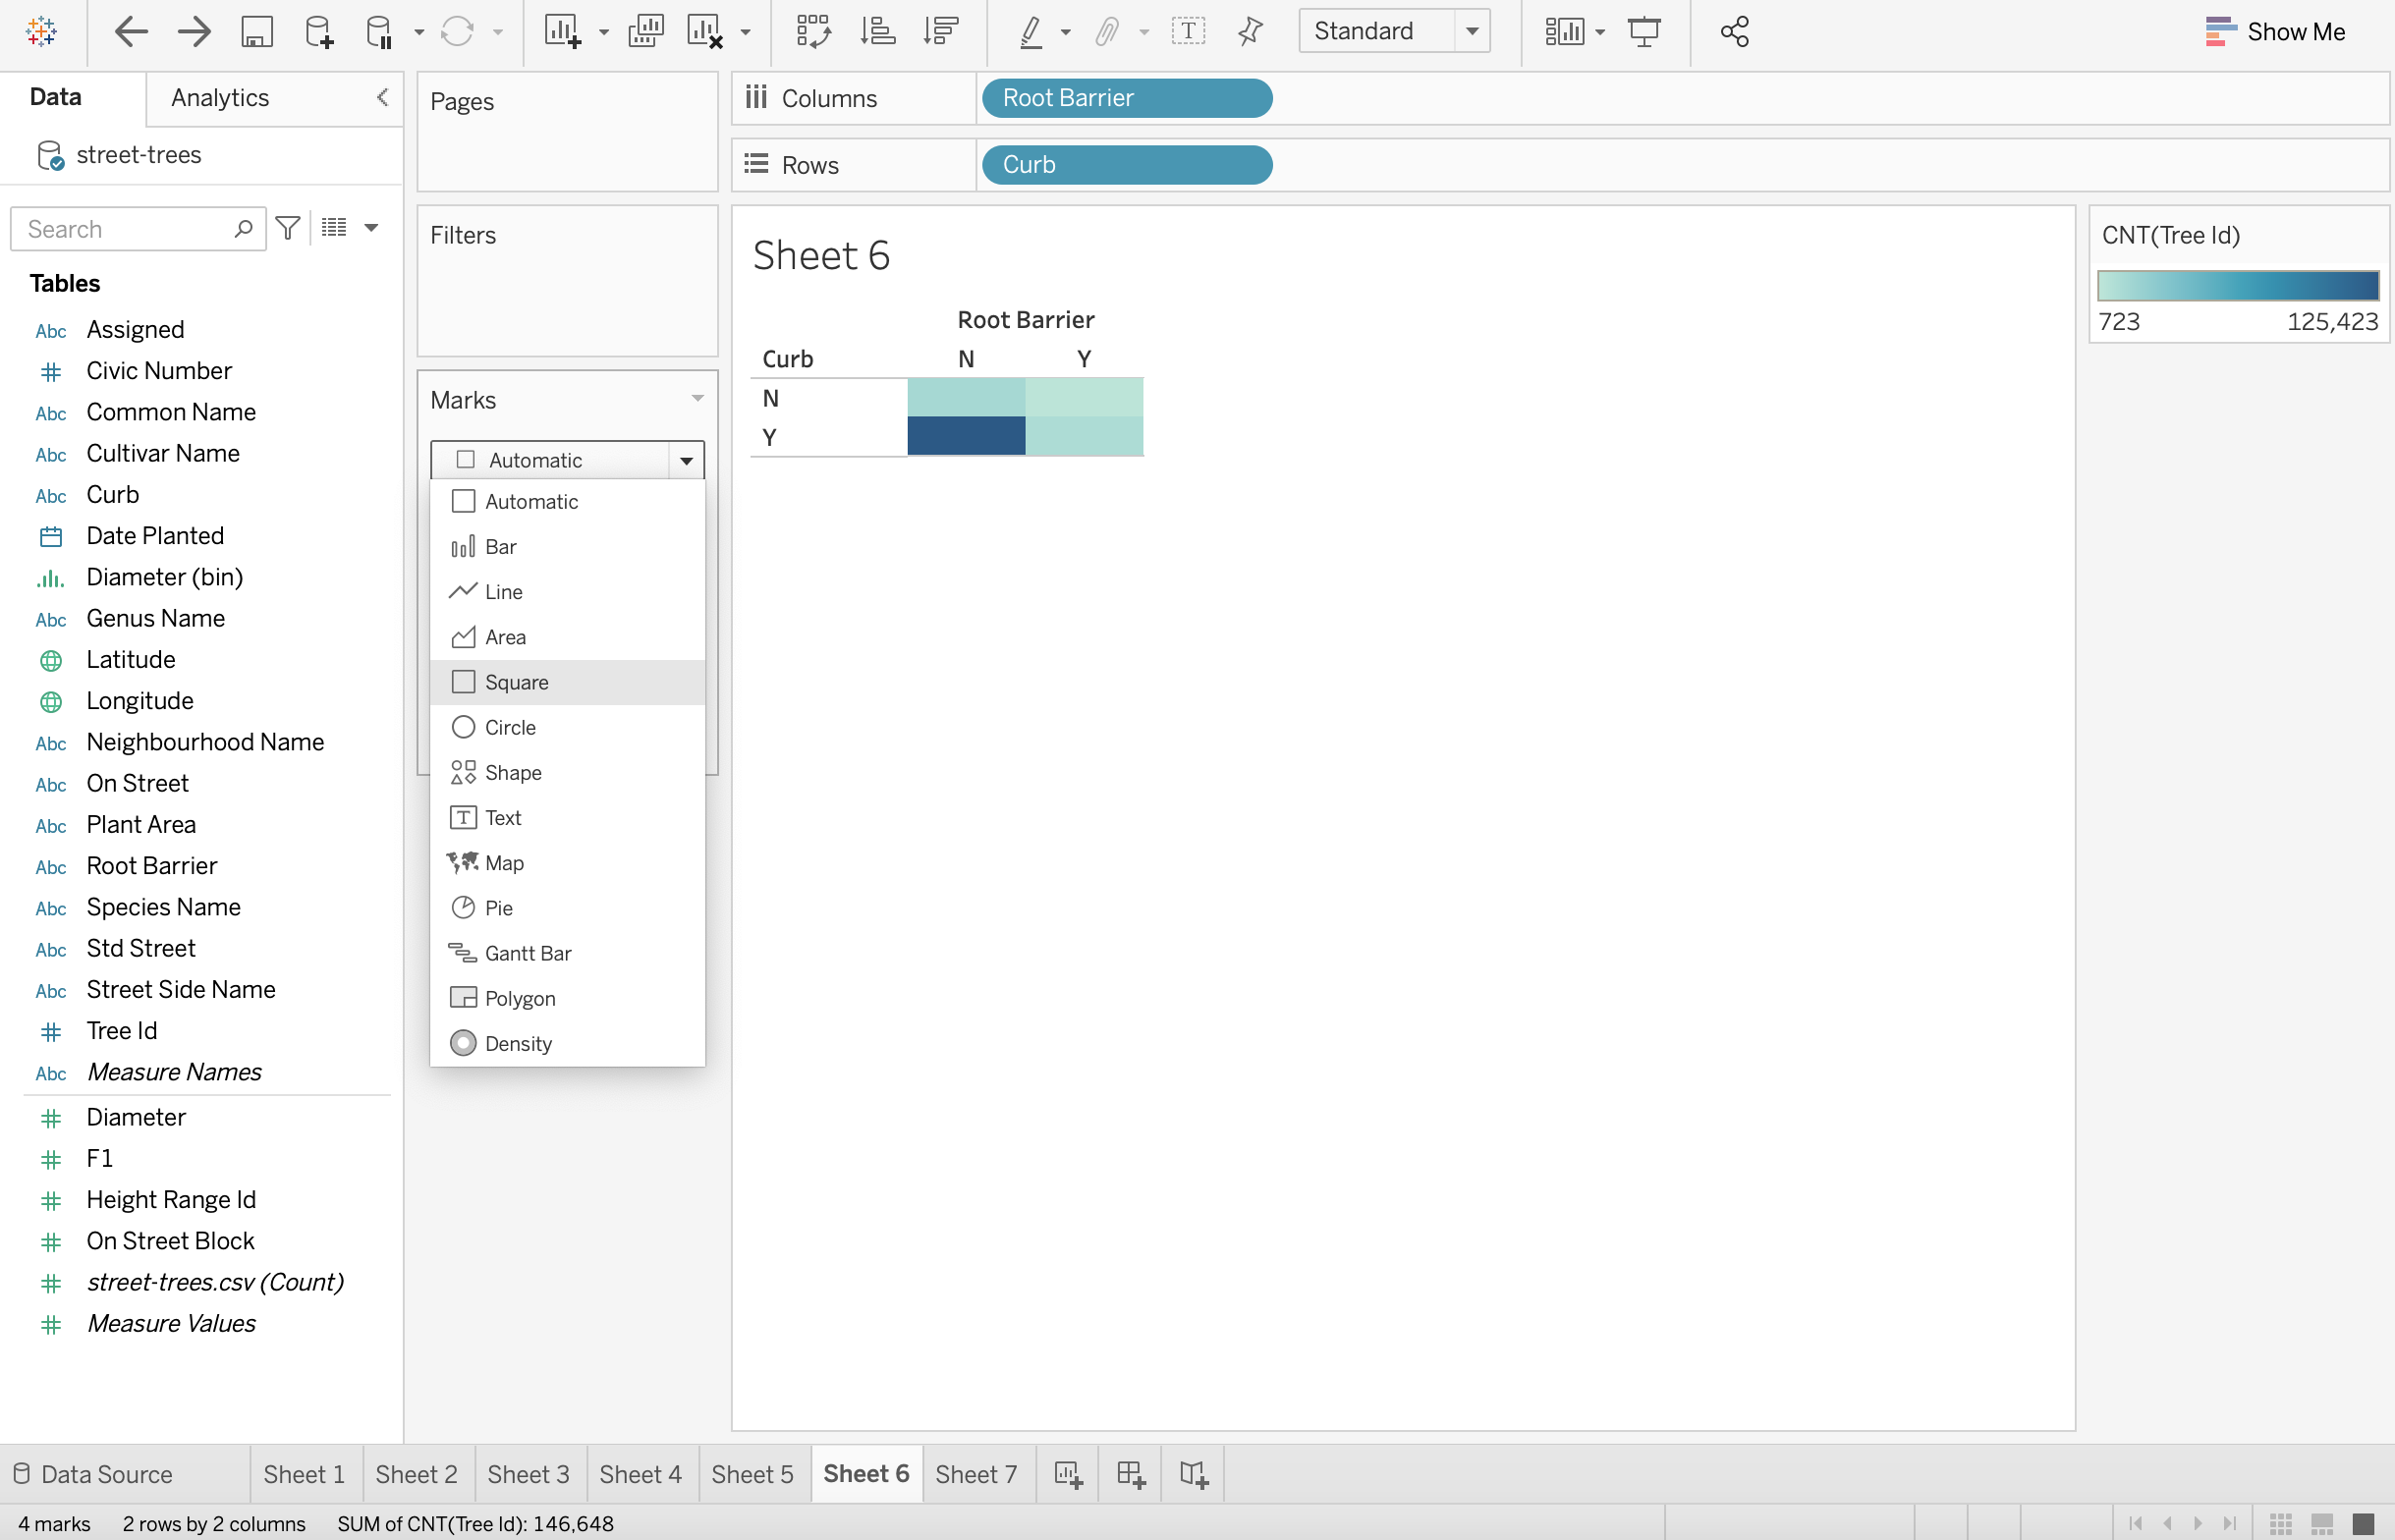 Standard
Show Me
Data
Analytics
street-trees
Search
Tables
Abc Assigned
Civic Number
Abc Common Name
Abc Cultivar Name
Abc Curb
Date Planted
Diameter (bin)
Abc Genus Name
Latitude
Longitude
Abc Neighbourhood Name
Abc On Street
Abc Plant Area
Abc Root Barrier
Abc Species Name
Abc Std Street
Abc Street Side Name
Tree Id
Abc Measure Names
Diameter
F1
Height Range Id
On Street Block
street-trees.csv (Count)
Measure Values
Pages
Filters
Marks
Automatic
Automatic
Bar
Line
Area
Square
Circle
Shape
T Text
Map
Pie
Gantt Bar
Polygon
Density
Columns
Root Barrier
Rows
Curb
Sheet 6
Root Barrier
Curb N Y
N
Y
CNT(Tree Id)
723 125,423
Data Source
Sheet 1
Sheet 2
Sheet 3
Sheet 4
Sheet 5
Sheet 6
Sheet 7
4 marks 2 rows by 2 columns SUM of CNT(Tree Id): 146,648